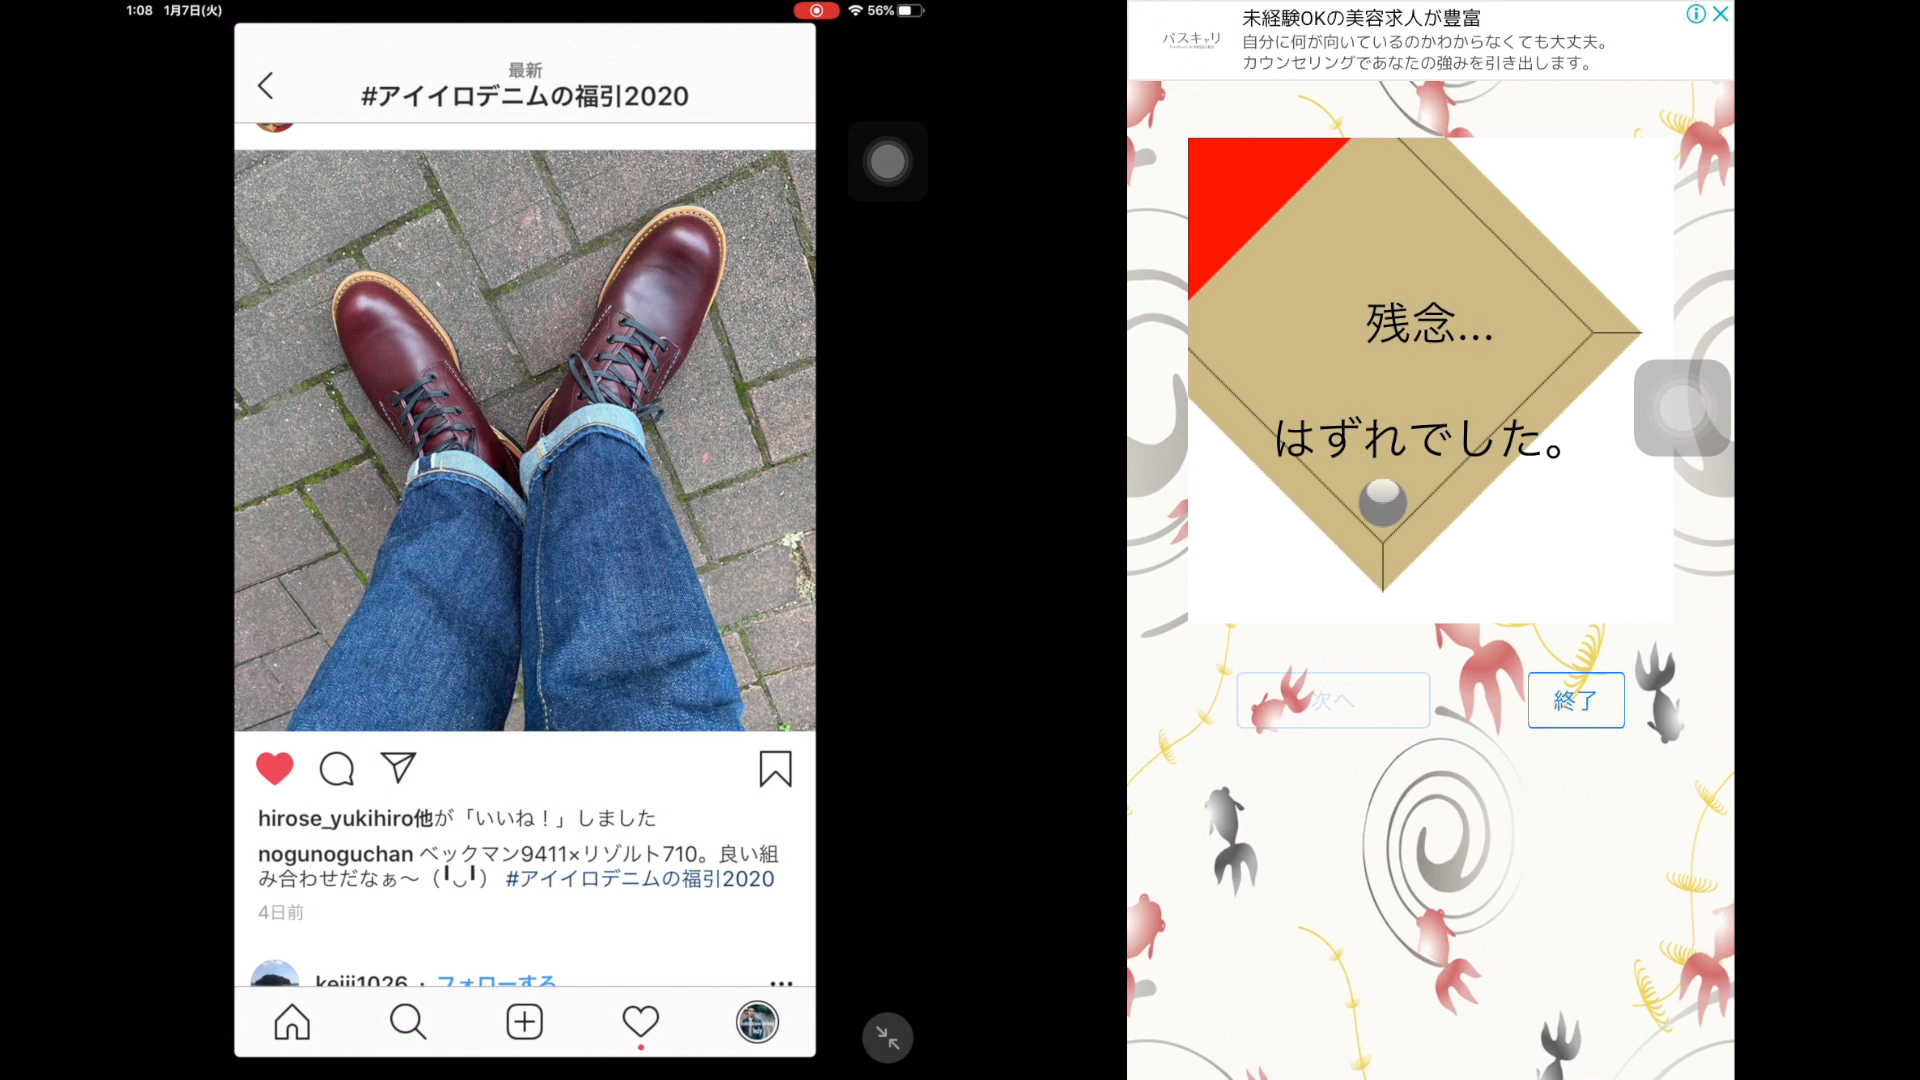 1:08 1月7日(火)
56%
最新
#アイイロデニムの福引2020
hirose_yukihiro他が「いいね！」しました
nogunoguchan ベックマン9411×リゾルト710。良い組
み合わせだなぁ〜（╹◡╹） #アイイロデニムの福引2020
4日前
keiji1026 · フォローする
パスキャリ
未経験OKの美容求人が豊富
自分に何が向いているのかわからなくても大丈夫。
カウンセリングであなたの強みを引き出します。
残念...
はずれでした。
次へ
終了